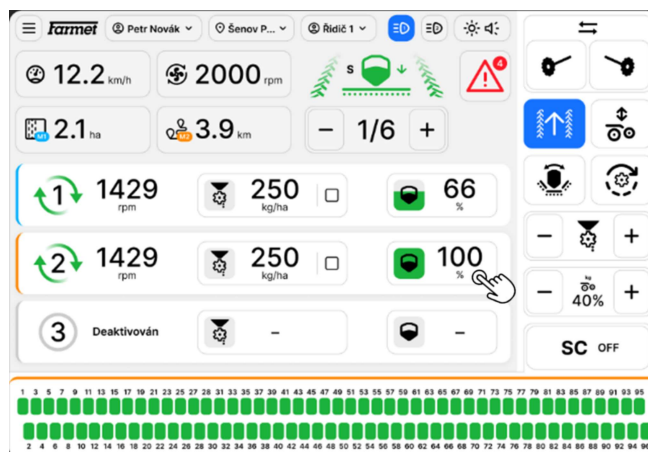 Farmet Petr Novák Šenov P... Řidič 1
12.2 km/h 2000 rpm S 4
M1 2.1 ha M2 3.9 km − 1/6 +
1 1429 rpm 250 kg/ha 66 %
2 1429 rpm 250 kg/ha 100 %
3 Deaktivován – –
− +
− kg 40% +
SC OFF
1 3 5 7 9 11 13 15 17 19 21 23 25 27 28 31 33 35 37 39 41 43 45 47 49 51 53 55 57 59 61 63 65 67 69 71 73 75 77 79 81 83 85 87 89 91 93 95
2 4 6 8 10 12 14 16 18 20 22 24 26 28 30 32 34 36 38 40 42 44 46 48 50 52 54 56 58 60 62 64 66 68 70 72 74 76 78 80 82 84 86 88 90 92 94 96